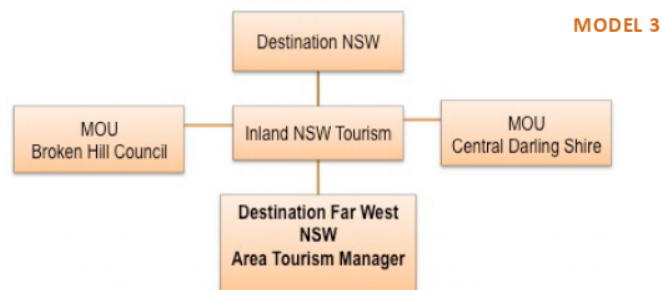 MODEL 3
Destination NSW
MOU
Broken Hill Council
Inland NSW Tourism
MOU
Central Darling Shire
Destination Far West
NSW
Area Tourism Manager